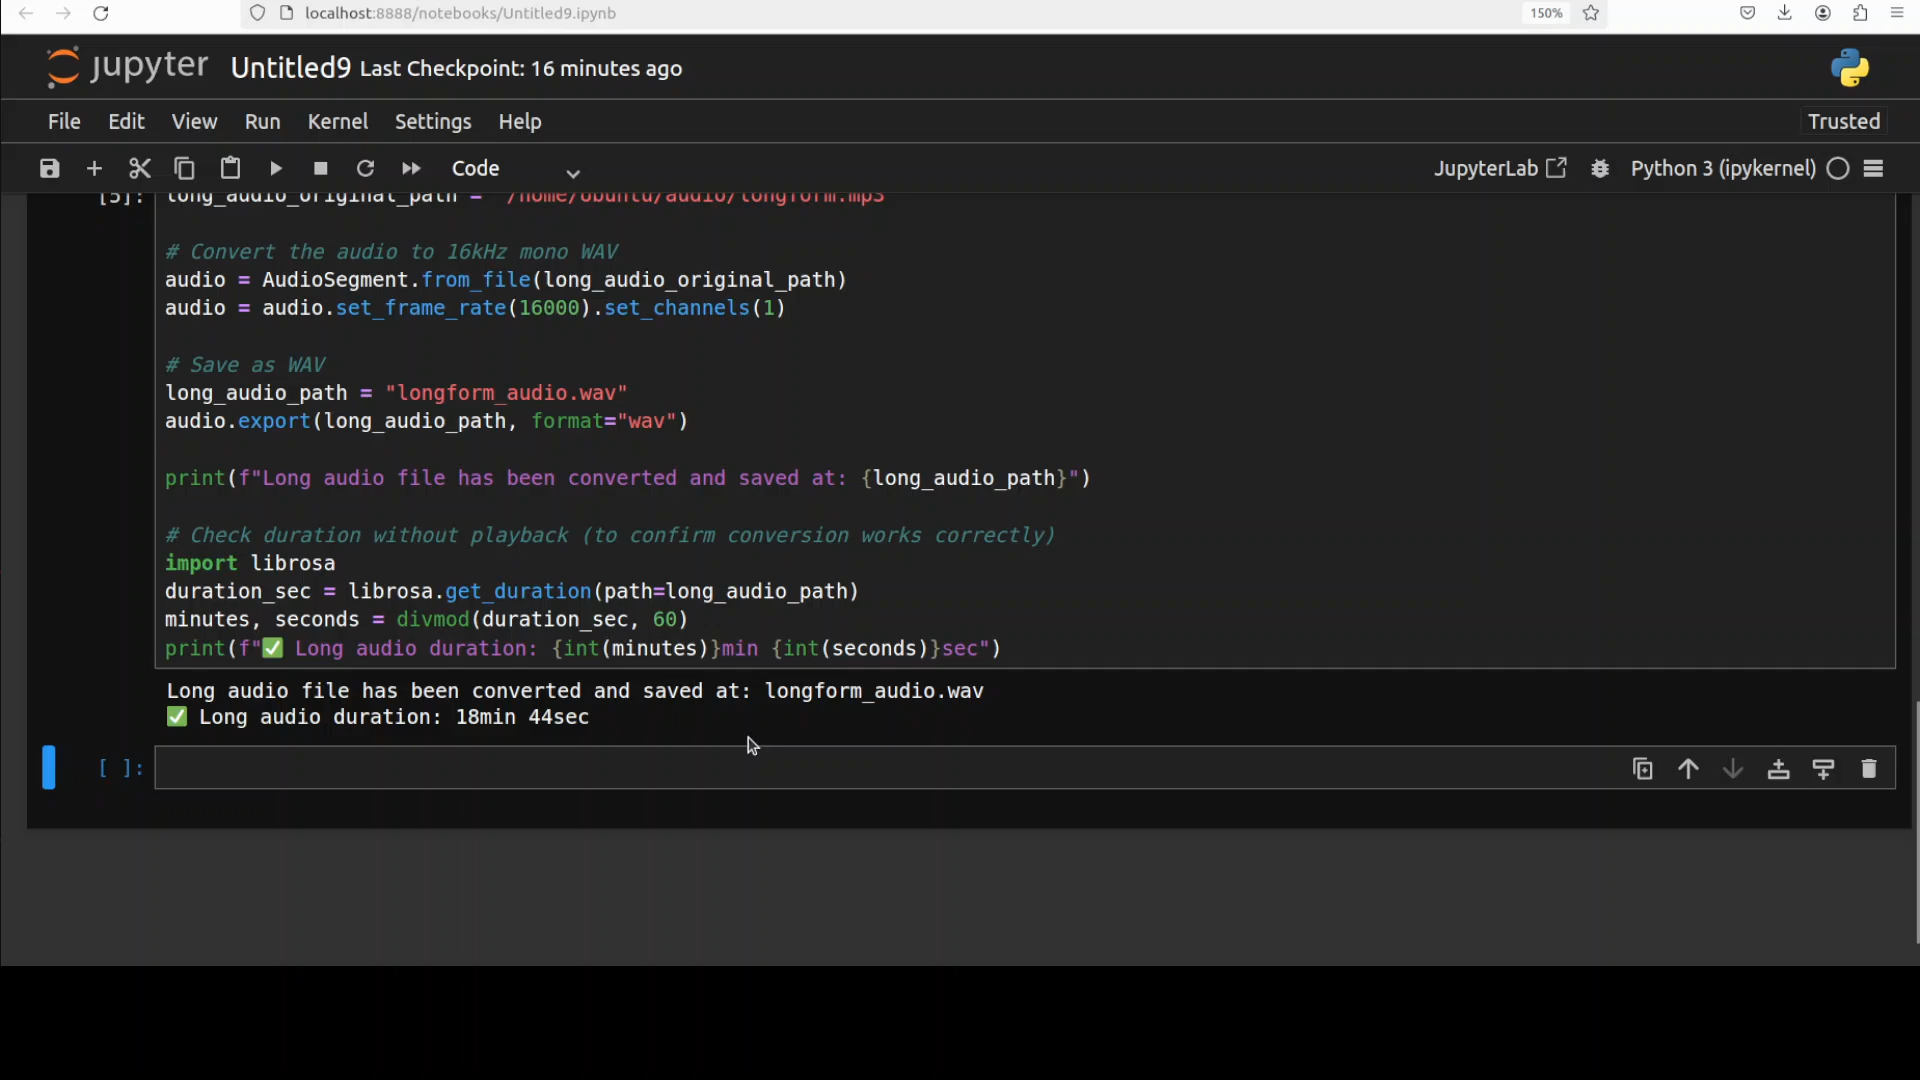 localhost:8888/notebooks/Untitled9.ipynb 150%
jupyter Untitled9 Last Checkpoint: 16 minutes ago
File Edit View Run Kernel Settings Help Trusted
Code JupyterLab Python 3 (ipykernel)
[5]: long_audio_original_path = "/home/ubuntu/audio/longform.mp3"
# Convert the audio to 16kHz mono WAV
audio = AudioSegment.from_file(long_audio_original_path)
audio = audio.set_frame_rate(16000).set_channels(1)
# Save as WAV
long_audio_path = "longform_audio.wav"
audio.export(long_audio_path, format="wav")
print(f"Long audio file has been converted and saved at: {long_audio_path}")
# Check duration without playback (to confirm conversion works correctly)
import librosa
duration_sec = librosa.get_duration(path=long_audio_path)
minutes, seconds = divmod(duration_sec, 60)
print(f"✅ Long audio duration: {int(minutes)}min {int(seconds)}sec")
Long audio file has been converted and saved at: longform_audio.wav
✅ Long audio duration: 18min 44sec
[ ]: